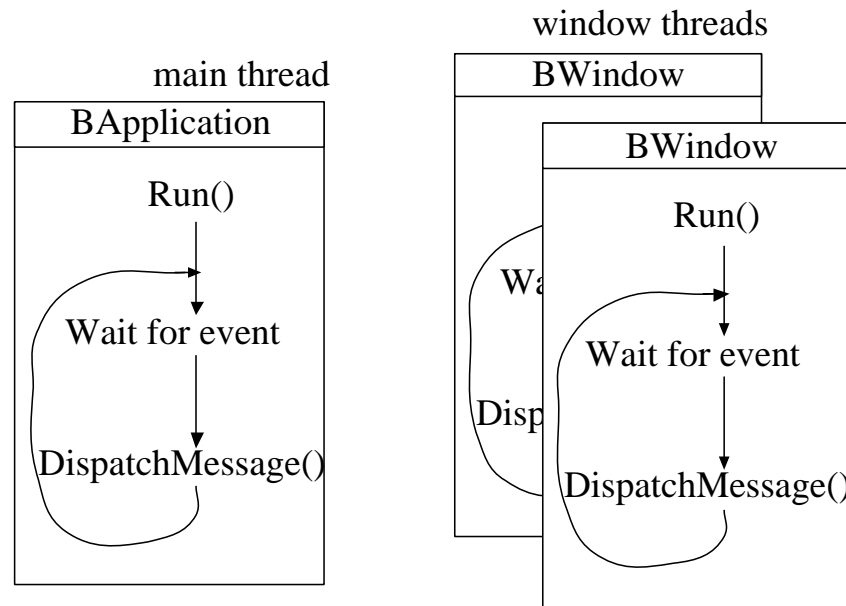 main thread
BApplication
Run()
Wait for event
DispatchMessage()
window threads
BWindow
BWindow
Run()
Wait for event
DispatchMessage()